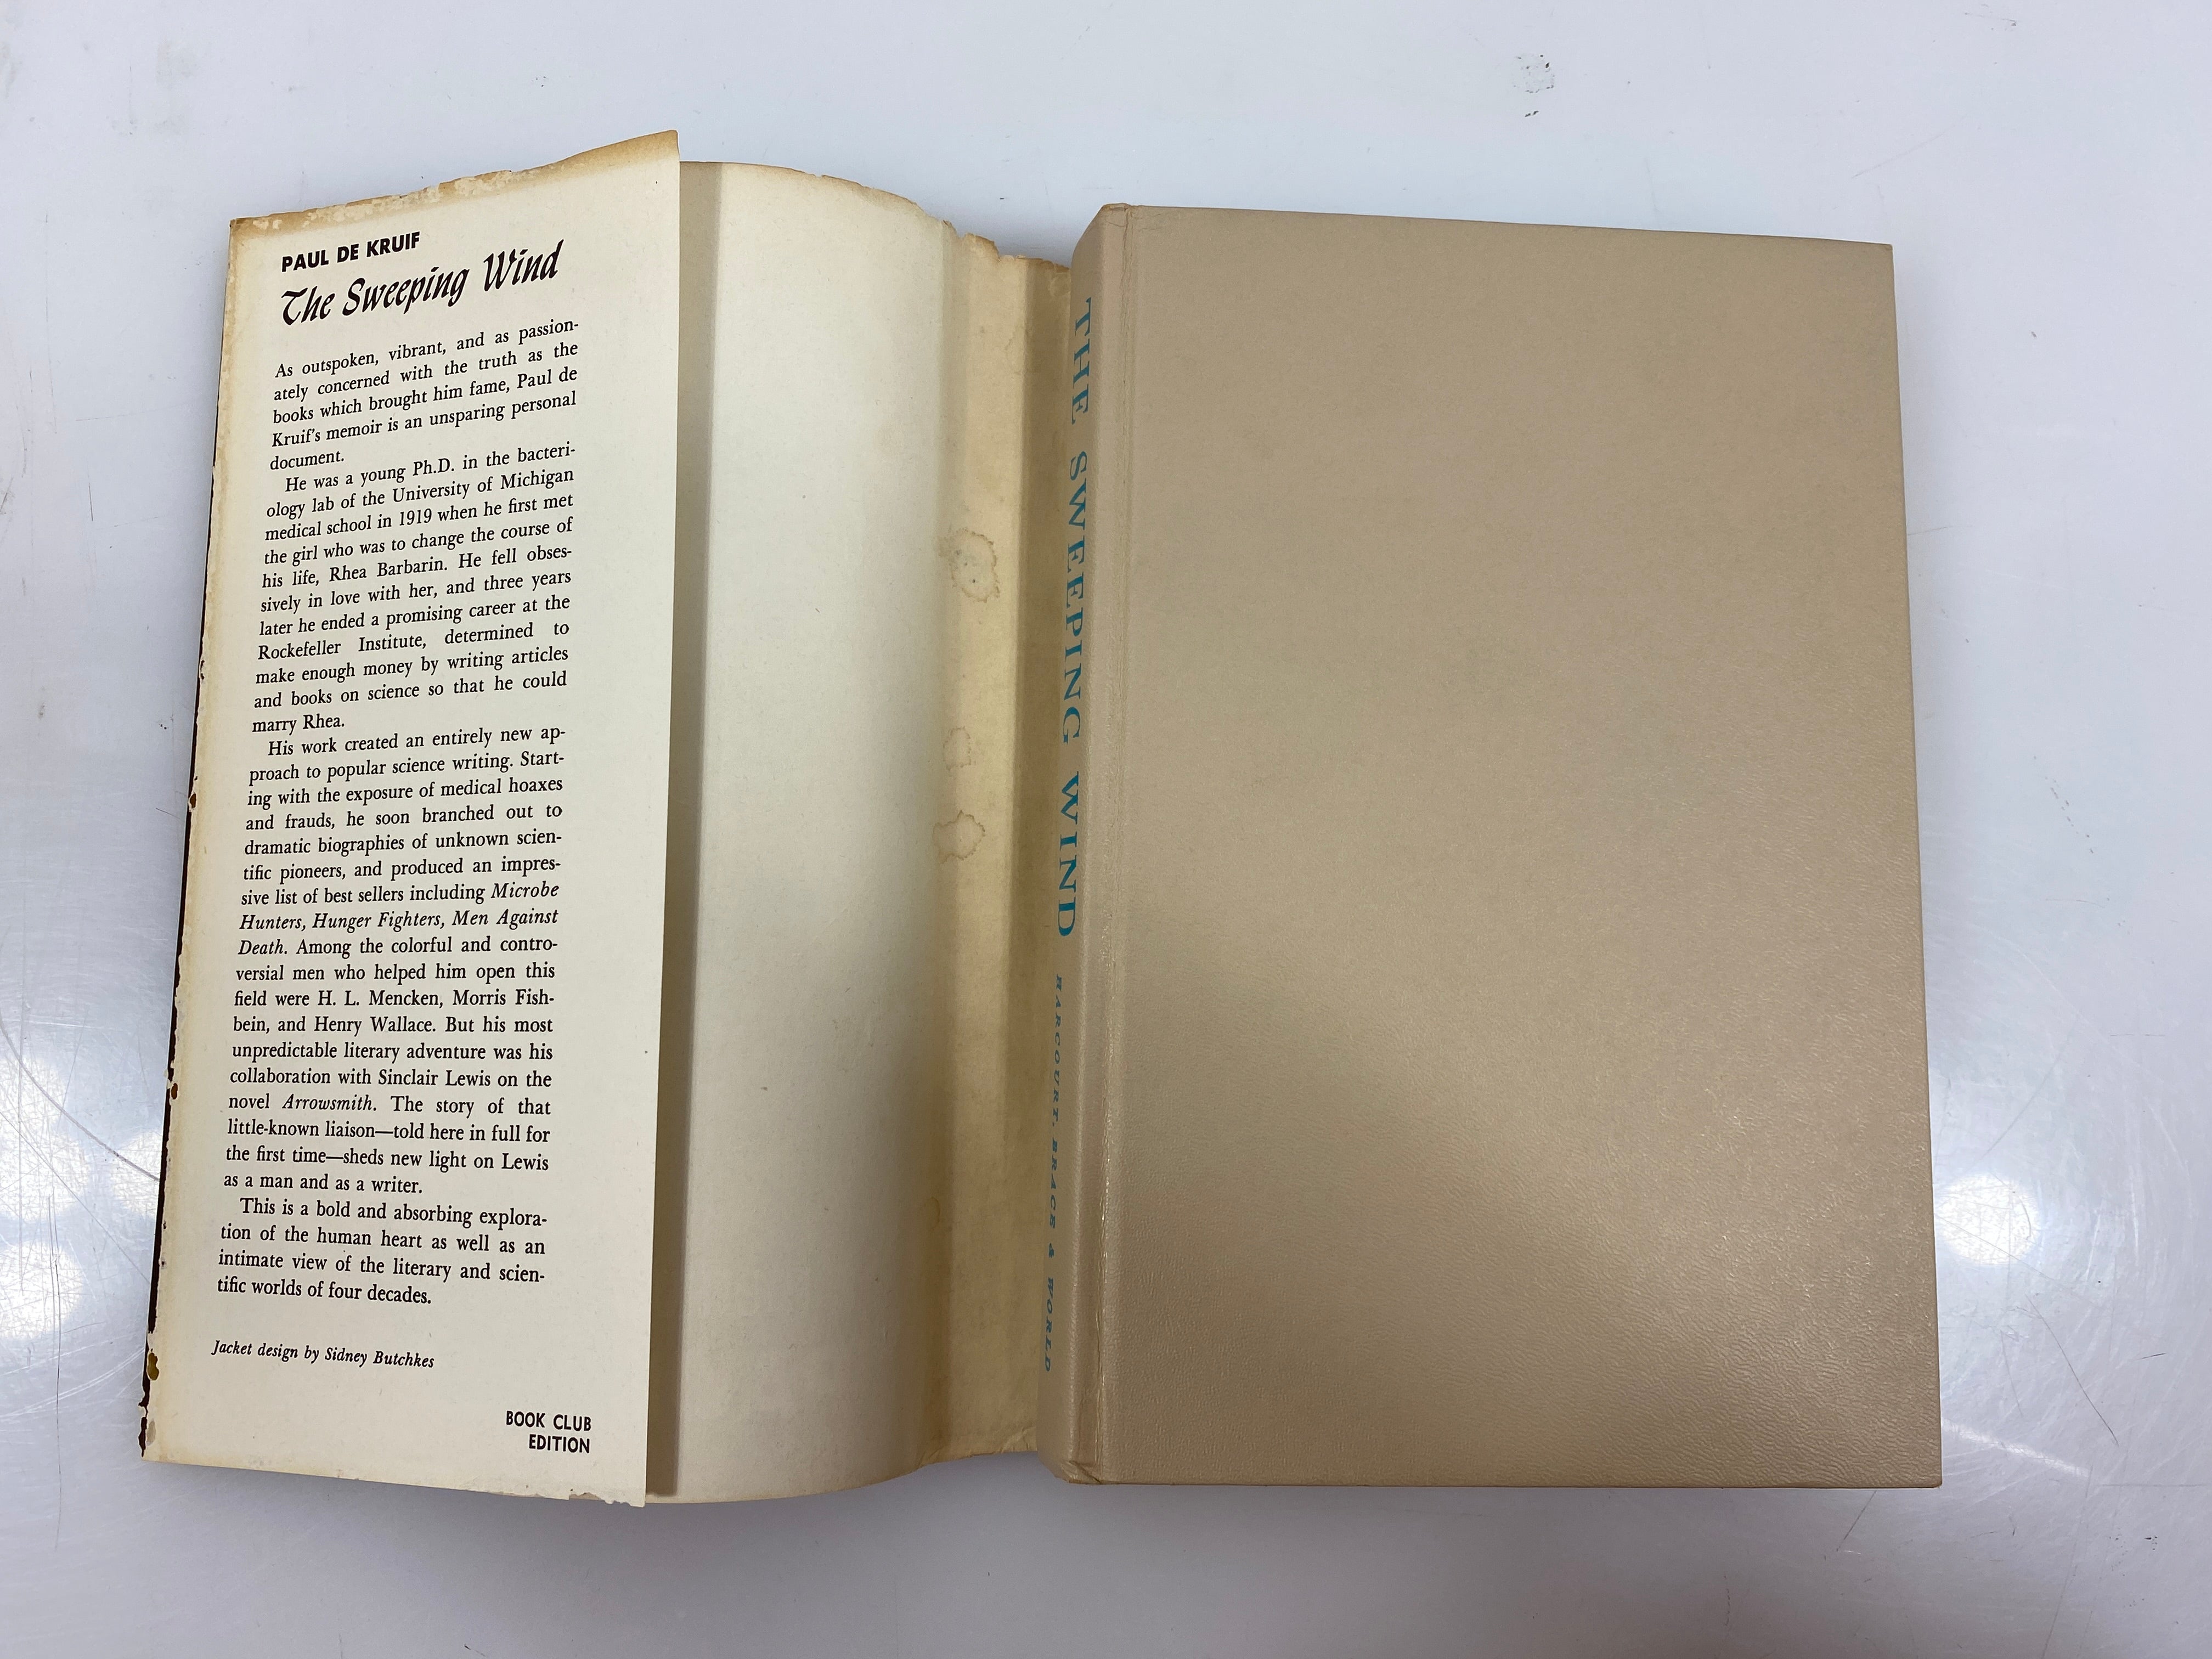 PAUL DE KRUIF
The Sweeping Wind
As outspoken, vibrant, and as passion-
ately concerned with the truth as the
books which brought him fame, Paul de
Kruif's memoir is an unsparing personal
document.
He was a young Ph.D. in the bacteri-
ology lab of the University of Michigan
medical school in 1919 when he first met
the girl who was to change the course of
his life, Rhea Barbarin. He fell obses-
sively in love with her, and three years
later he ended a promising career at the
Rockefeller Institute, determined to
make enough money by writing articles
and books on science so that he could
marry Rhea.
His work created an entirely new ap-
proach to popular science writing. Start-
ing with the exposure of medical hoaxes
and frauds, he soon branched out to
dramatic biographies of unknown scien-
tific pioneers, and produced an impres-
sive list of best sellers including Microbe
Hunters, Hunger Fighters, Men Against
Death. Among the colorful and contro-
versial men who helped him open this
field were H. L. Mencken, Morris Fish-
bein, and Henry Wallace. But his most
unpredictable literary adventure was his
collaboration with Sinclair Lewis on the
novel Arrowsmith. The story of that
little-known liaison—told here in full for
the first time—sheds new light on Lewis
as a man and as a writer.
This is a bold and absorbing explora-
tion of the human heart as well as an
intimate view of the literary and scien-
tific worlds of four decades.
Jacket design by Sidney Butchkes
BOOK CLUB
EDITION
THE SWEEPING WIND HARCOURT, BRACE & WORLD